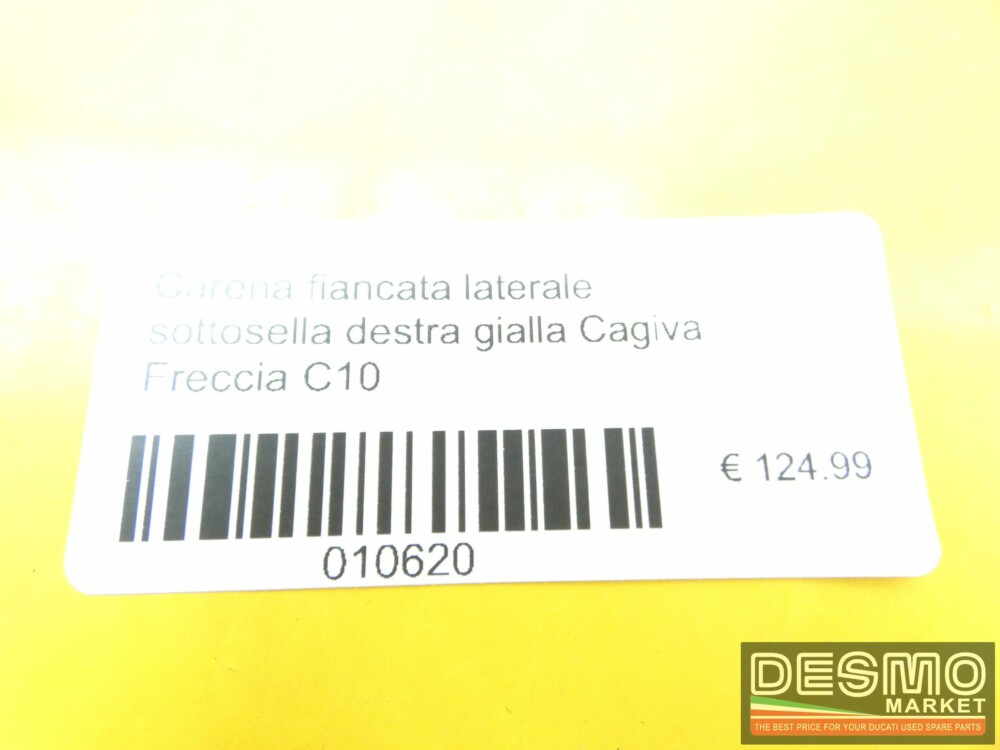 Carena fiancata laterale
sottosella destra gialla Cagiva
Freccia C10
€ 124.99
010620
DESMO
MARKET
THE BEST PRICE FOR YOUR DUCATI USED SPARE PARTS